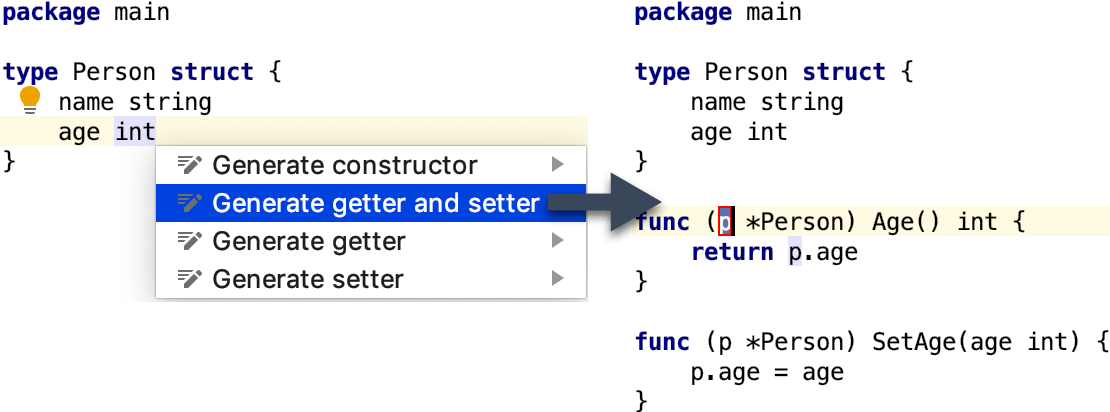 package main
type Person struct {
name string
age int
}
Generate constructor
Generate getter and setter
Generate getter
Generate setter
package main
type Person struct {
name string
age int
}
func (p *Person) Age() int {
return p.age
}
func (p *Person) SetAge(age int) {
p.age = age
}